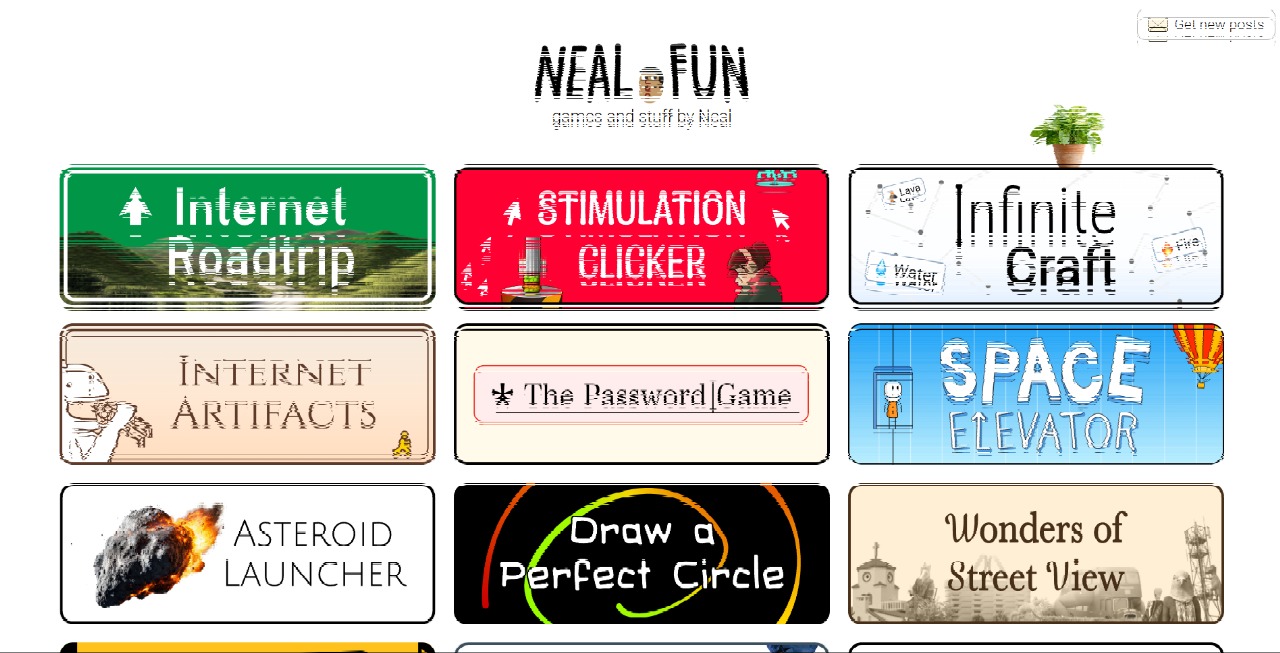 Get new posts
NEAL FUN
games and stuff by Neal
Internet
Roadtrip
STIMULATION
CLICKER
Infinite
Craft
Lava
Fire
Water
INTERNET
ARTIFACTS
* The Password Game
SPACE
ELEVATOR
ASTEROID
LAUNCHER
Draw a
Perfect Circle
Wonders of
Street View